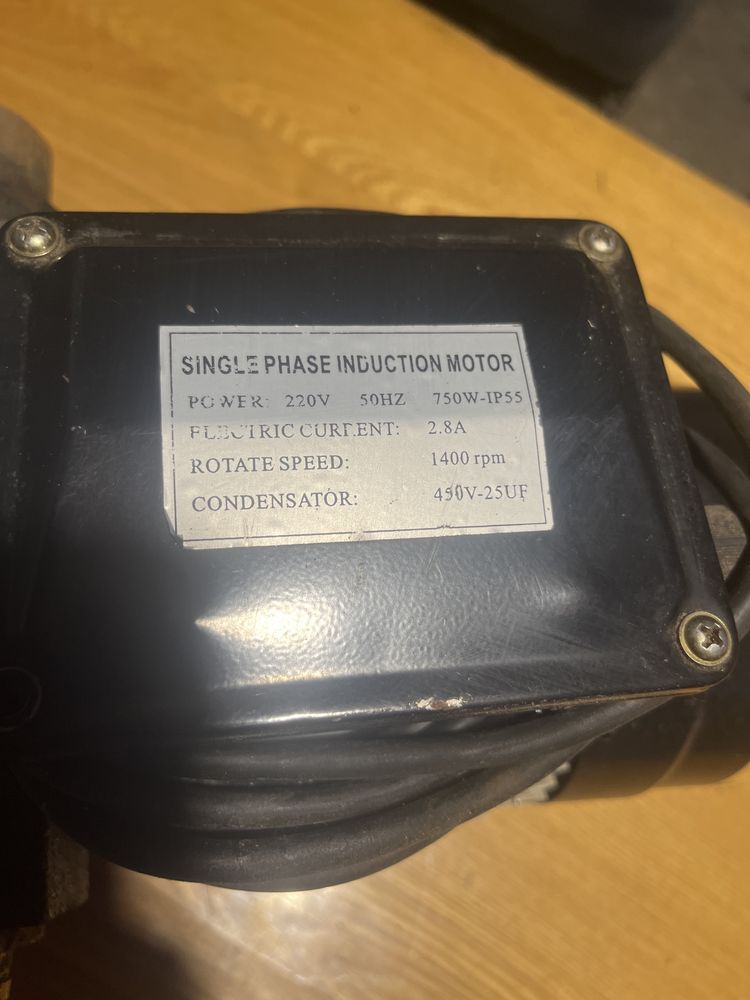 SINGLE PHASE INDUCTION MOTOR
POWER: 220V 50HZ 750W-IP55
ELECTRIC CURRENT: 2.8A
ROTATE SPEED: 1400 rpm
CONDENSATOR: 450V-25UF